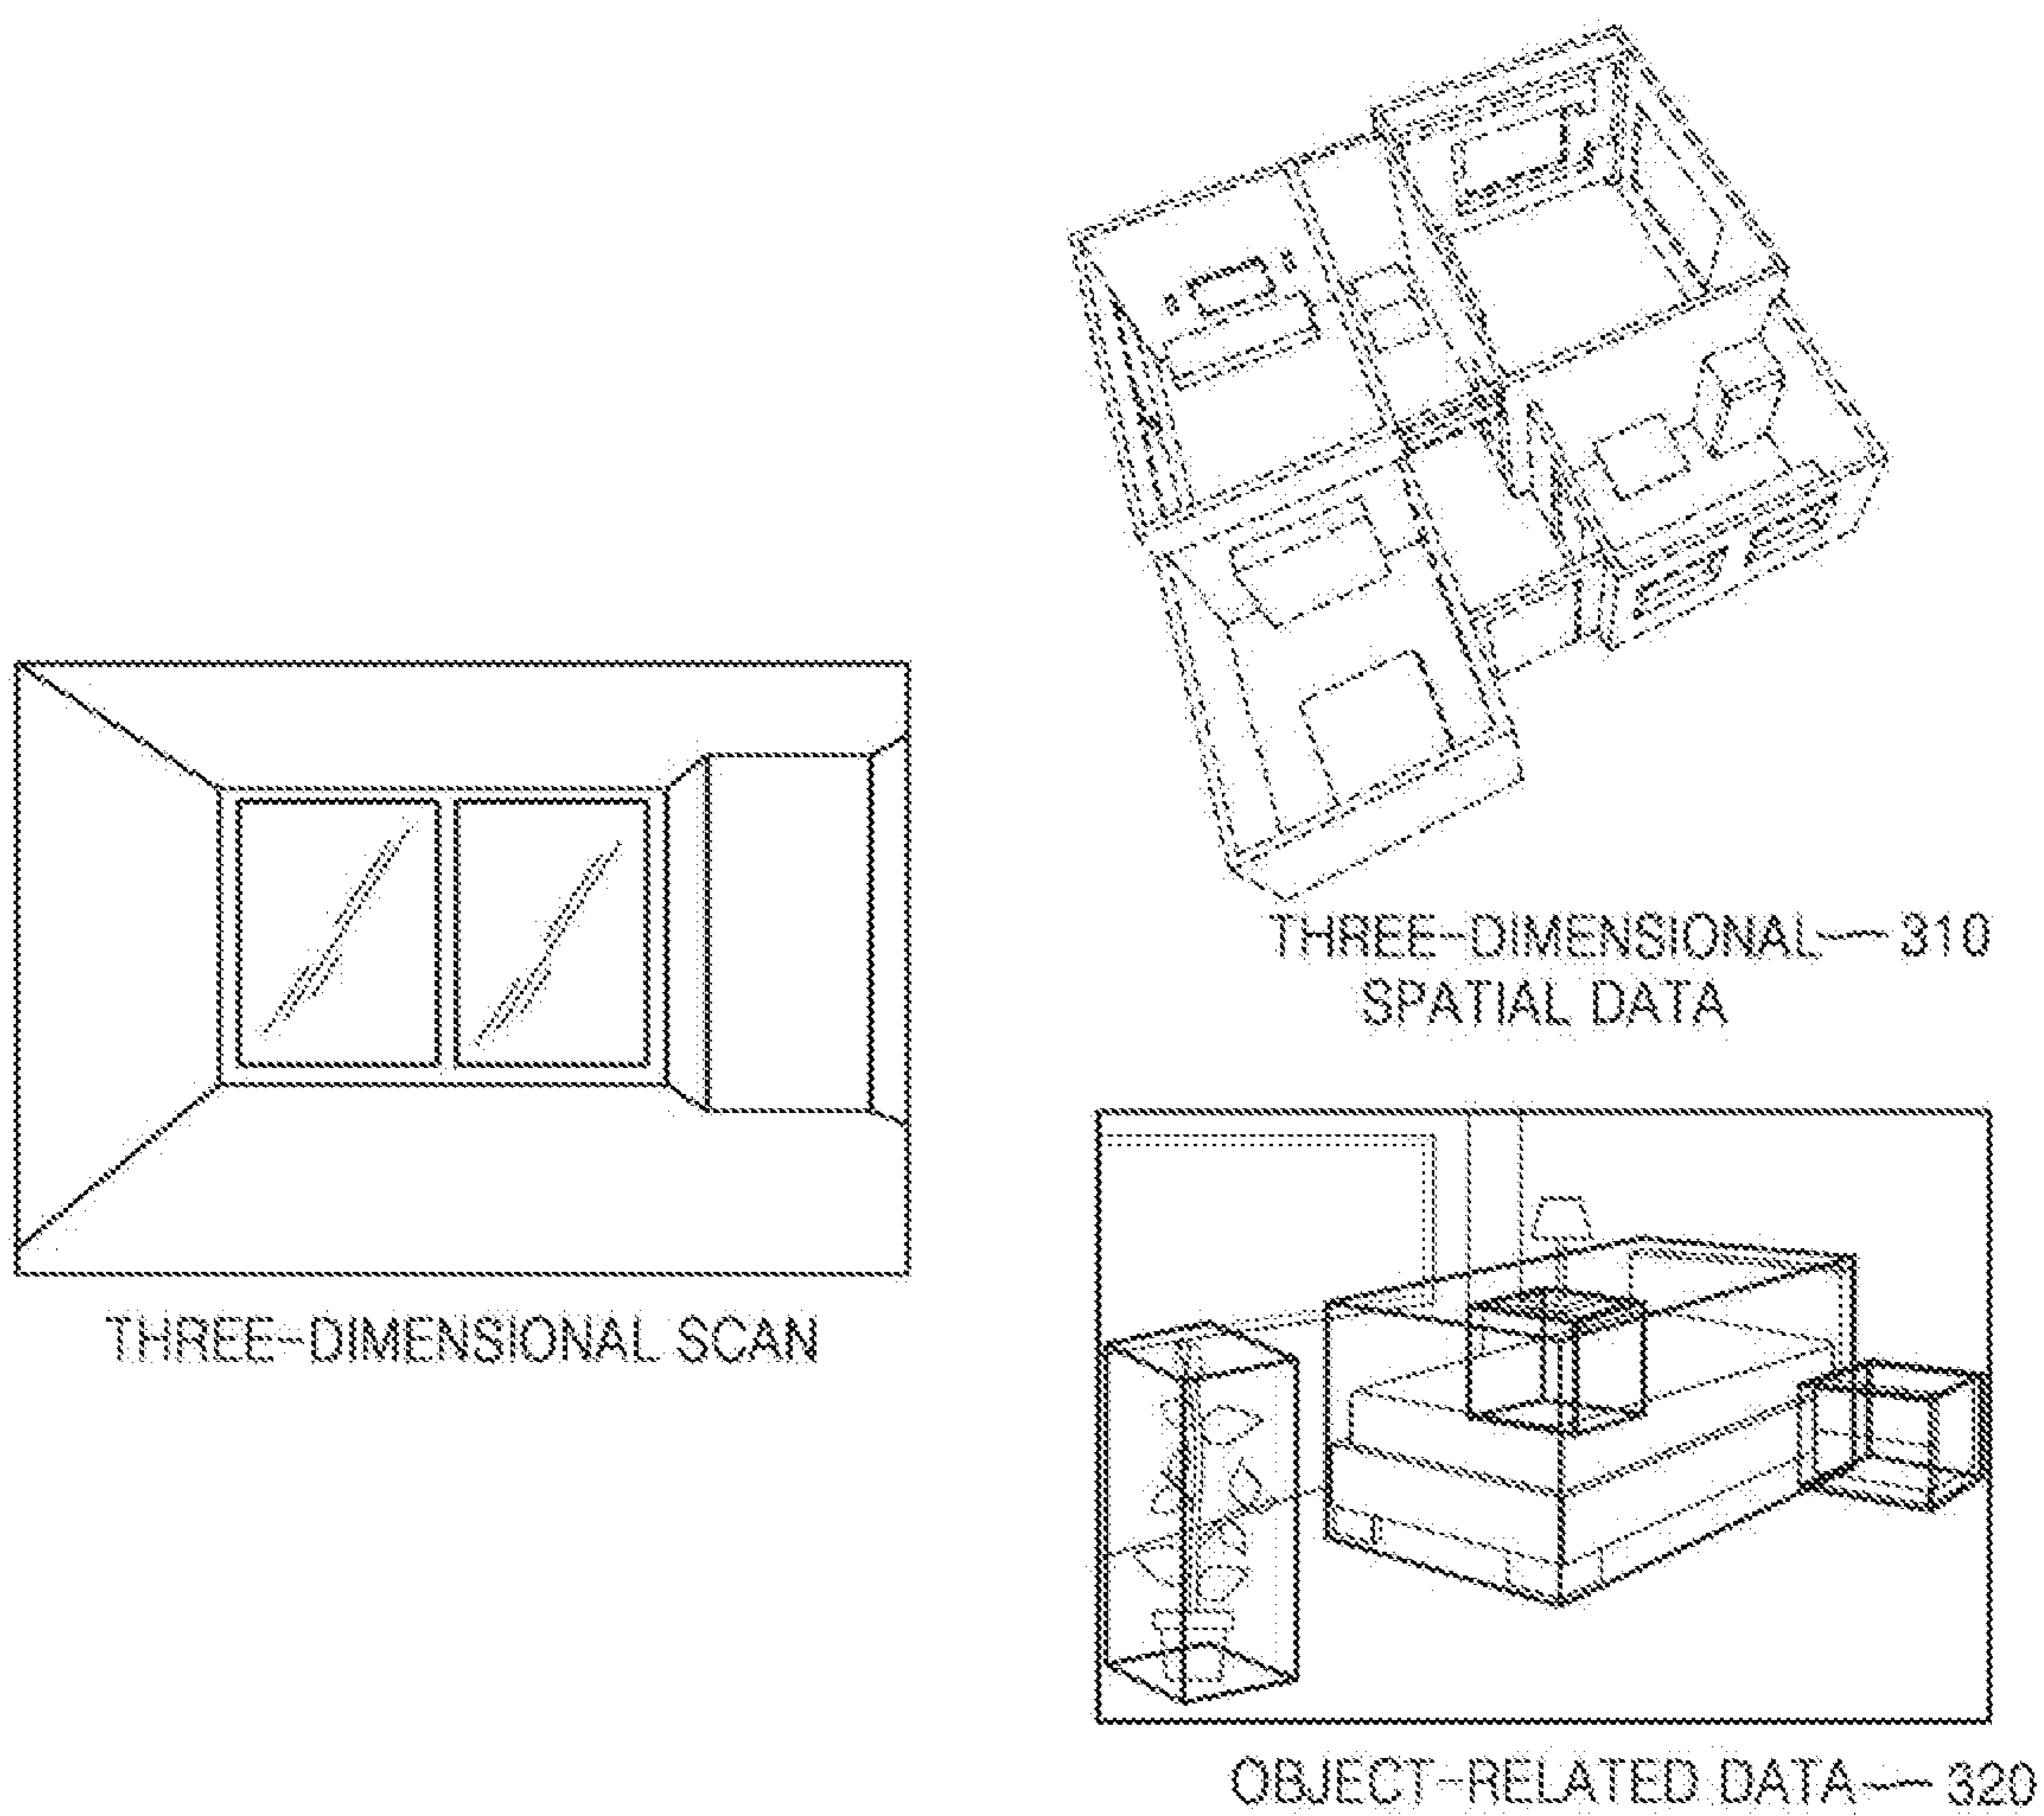 THREE-DIMENSIONAL SCAN
THREE-DIMENSIONAL — 310
SPATIAL DATA
OBJECT-RELATED DATA — 320